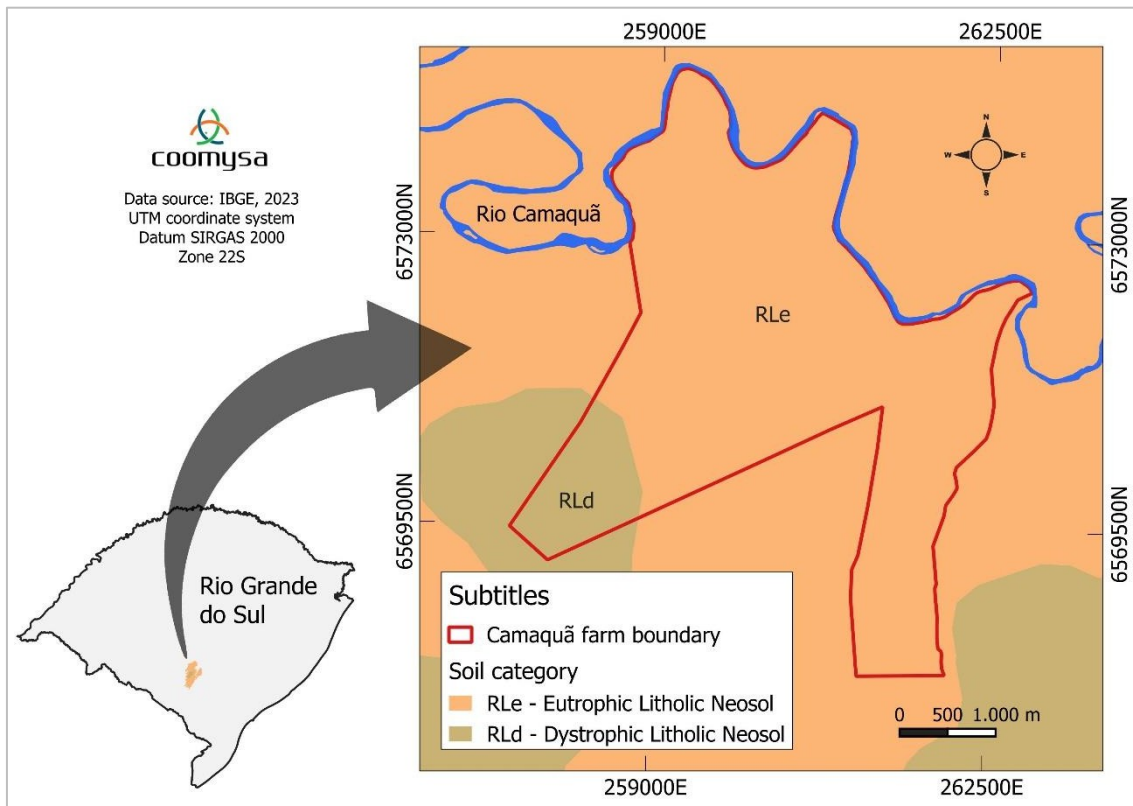 259000E
262500E
coomysa
Data source: IBGE, 2023
UTM coordinate system
Datum SIRGAS 2000
Zone 22S
N
W
E
S
Rio Camaquã
6573000N
6573000N
RLe
RLd
6569500N
6569500N
Rio Grande
do Sul
Subtitles
Camaquã farm boundary
Soil category
RLe - Eutrophic Litholic Neosol
RLd - Dystrophic Litholic Neosol
0 500 1.000 m
259000E
262500E